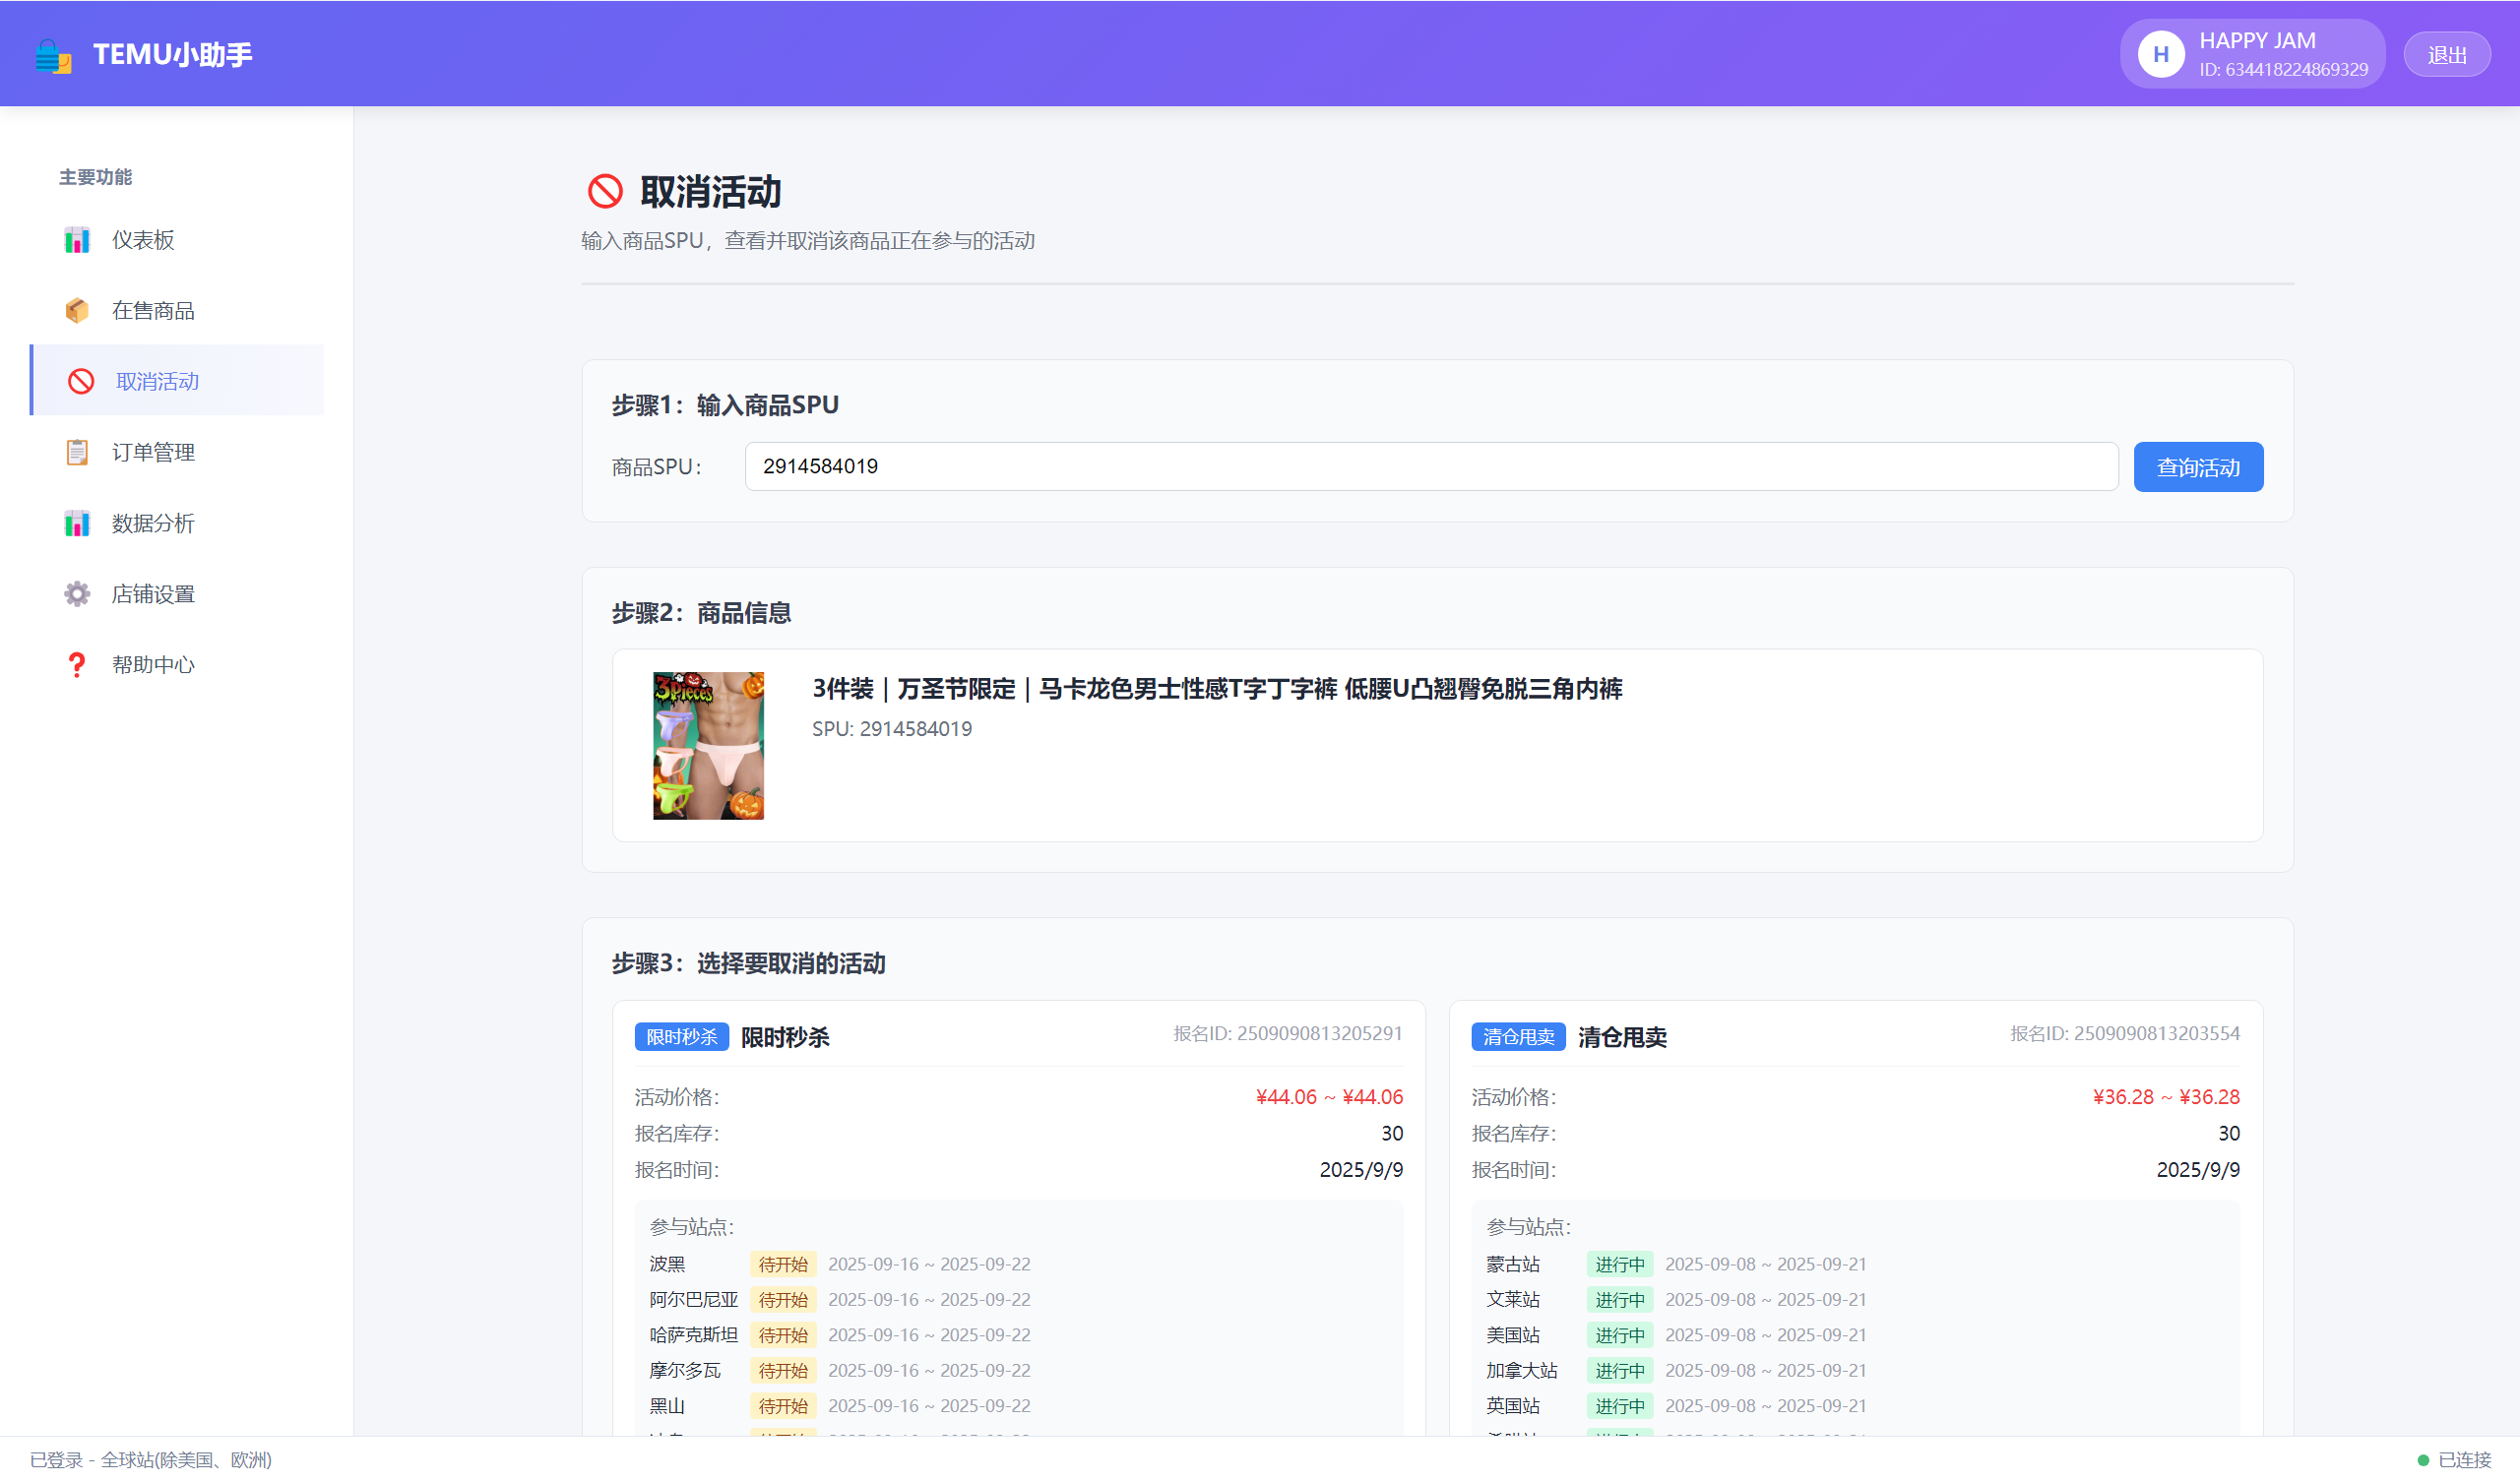 TEMU小助手
H
HAPPY JAM
ID: 634418224869329
退出
主要功能
仪表板
在售商品
取消活动
订单管理
数据分析
店铺设置
帮助中心
取消活动
输入商品SPU，查看并取消该商品正在参与的活动
步骤1：输入商品SPU
商品SPU：
2914584019
查询活动
步骤2：商品信息
3Pieces
3件装｜万圣节限定｜马卡龙色男士性感T字丁字裤 低腰U凸翘臀免脱三角内裤
SPU: 2914584019
步骤3：选择要取消的活动
限时秒杀 限时秒杀 报名ID: 2509090813205291
活动价格： ¥44.06 ~ ¥44.06
报名库存： 30
报名时间： 2025/9/9
参与站点：
波黑 待开始 2025-09-16 ~ 2025-09-22
阿尔巴尼亚 待开始 2025-09-16 ~ 2025-09-22
哈萨克斯坦 待开始 2025-09-16 ~ 2025-09-22
摩尔多瓦 待开始 2025-09-16 ~ 2025-09-22
黑山 待开始 2025-09-16 ~ 2025-09-22
清仓甩卖 清仓甩卖 报名ID: 2509090813203554
活动价格： ¥36.28 ~ ¥36.28
报名库存： 30
报名时间： 2025/9/9
参与站点：
蒙古站 进行中 2025-09-08 ~ 2025-09-21
文莱站 进行中 2025-09-08 ~ 2025-09-21
美国站 进行中 2025-09-08 ~ 2025-09-21
加拿大站 进行中 2025-09-08 ~ 2025-09-21
英国站 进行中 2025-09-08 ~ 2025-09-21
已登录 - 全球站(除美国、欧洲)
已连接